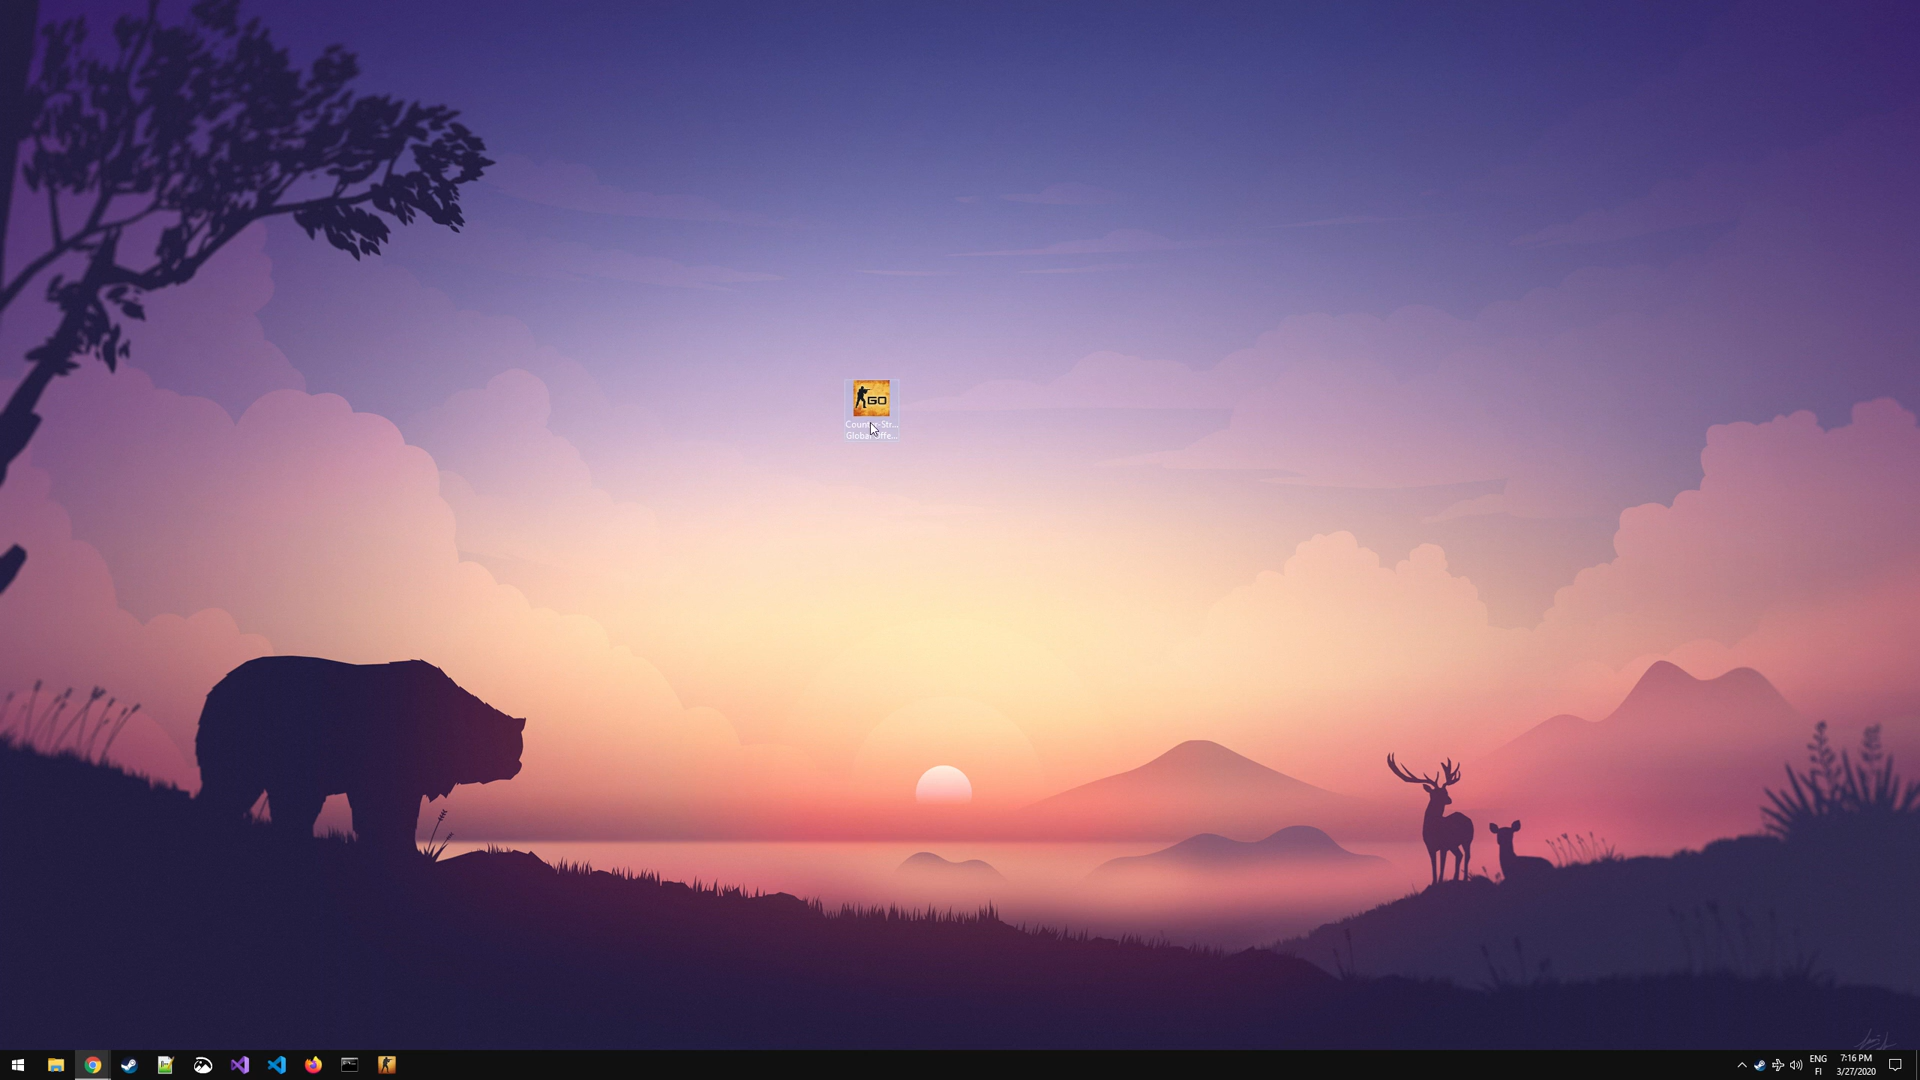 GO
Counter-Str...
Global Offe...
ENG
FI
7:16 PM
3/27/2020